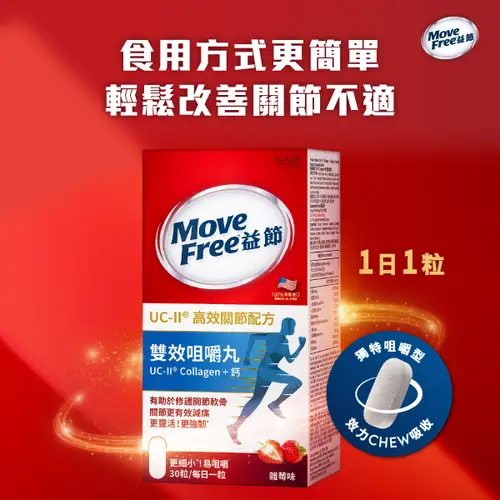 Move
Free益節
食用方式更簡單
輕鬆改善關節不適
Schiff
Move
Free益節
Made in USA
UC-II® 高效關節配方
雙效咀嚼丸
UC-II® Collagen + 鈣
有助於修護關節軟骨
關節更有效減痛
更靈活!更強韌
更細小!易咀嚼
30粒/每日一粒
雜莓味
1日1粒
獨特咀嚼型
效力CHEW吸收